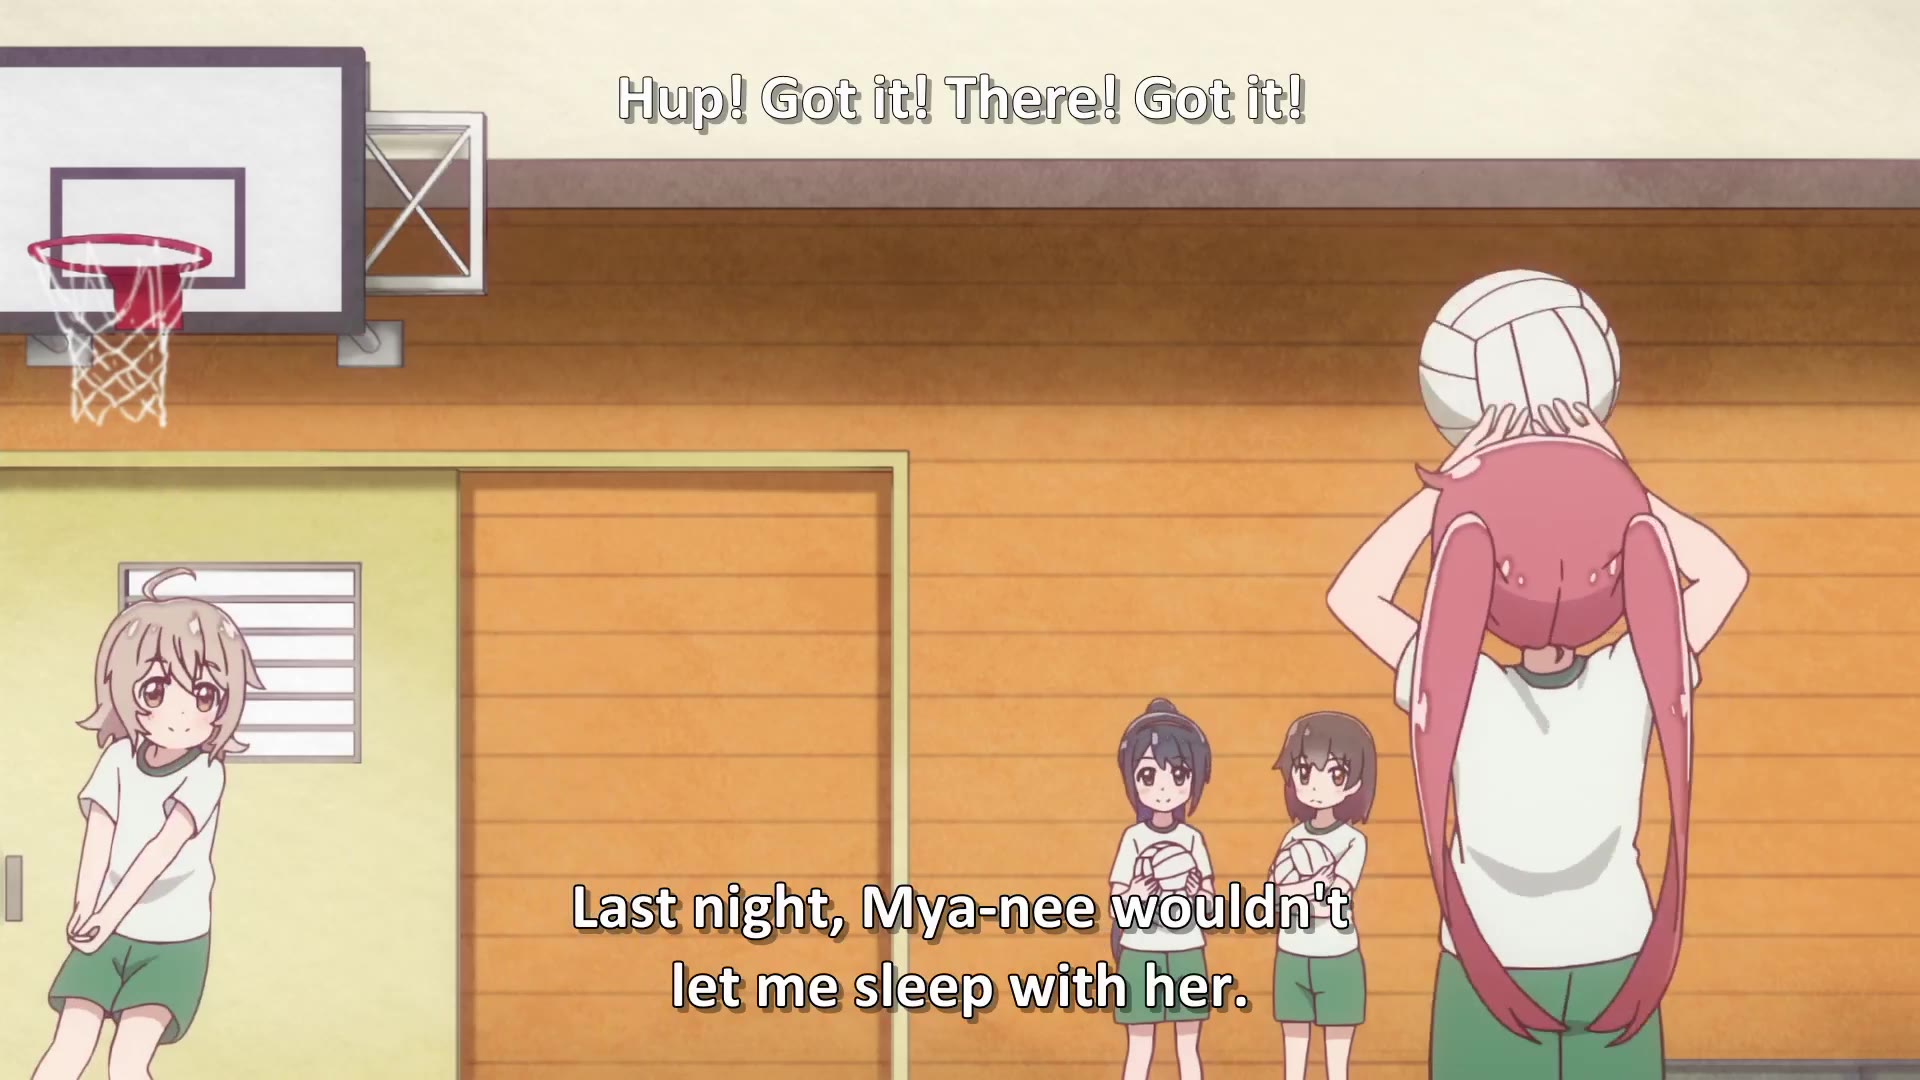 Hup! Got it! There! Got it!
Last night, Mya-nee wouldn't
let me sleep with her.